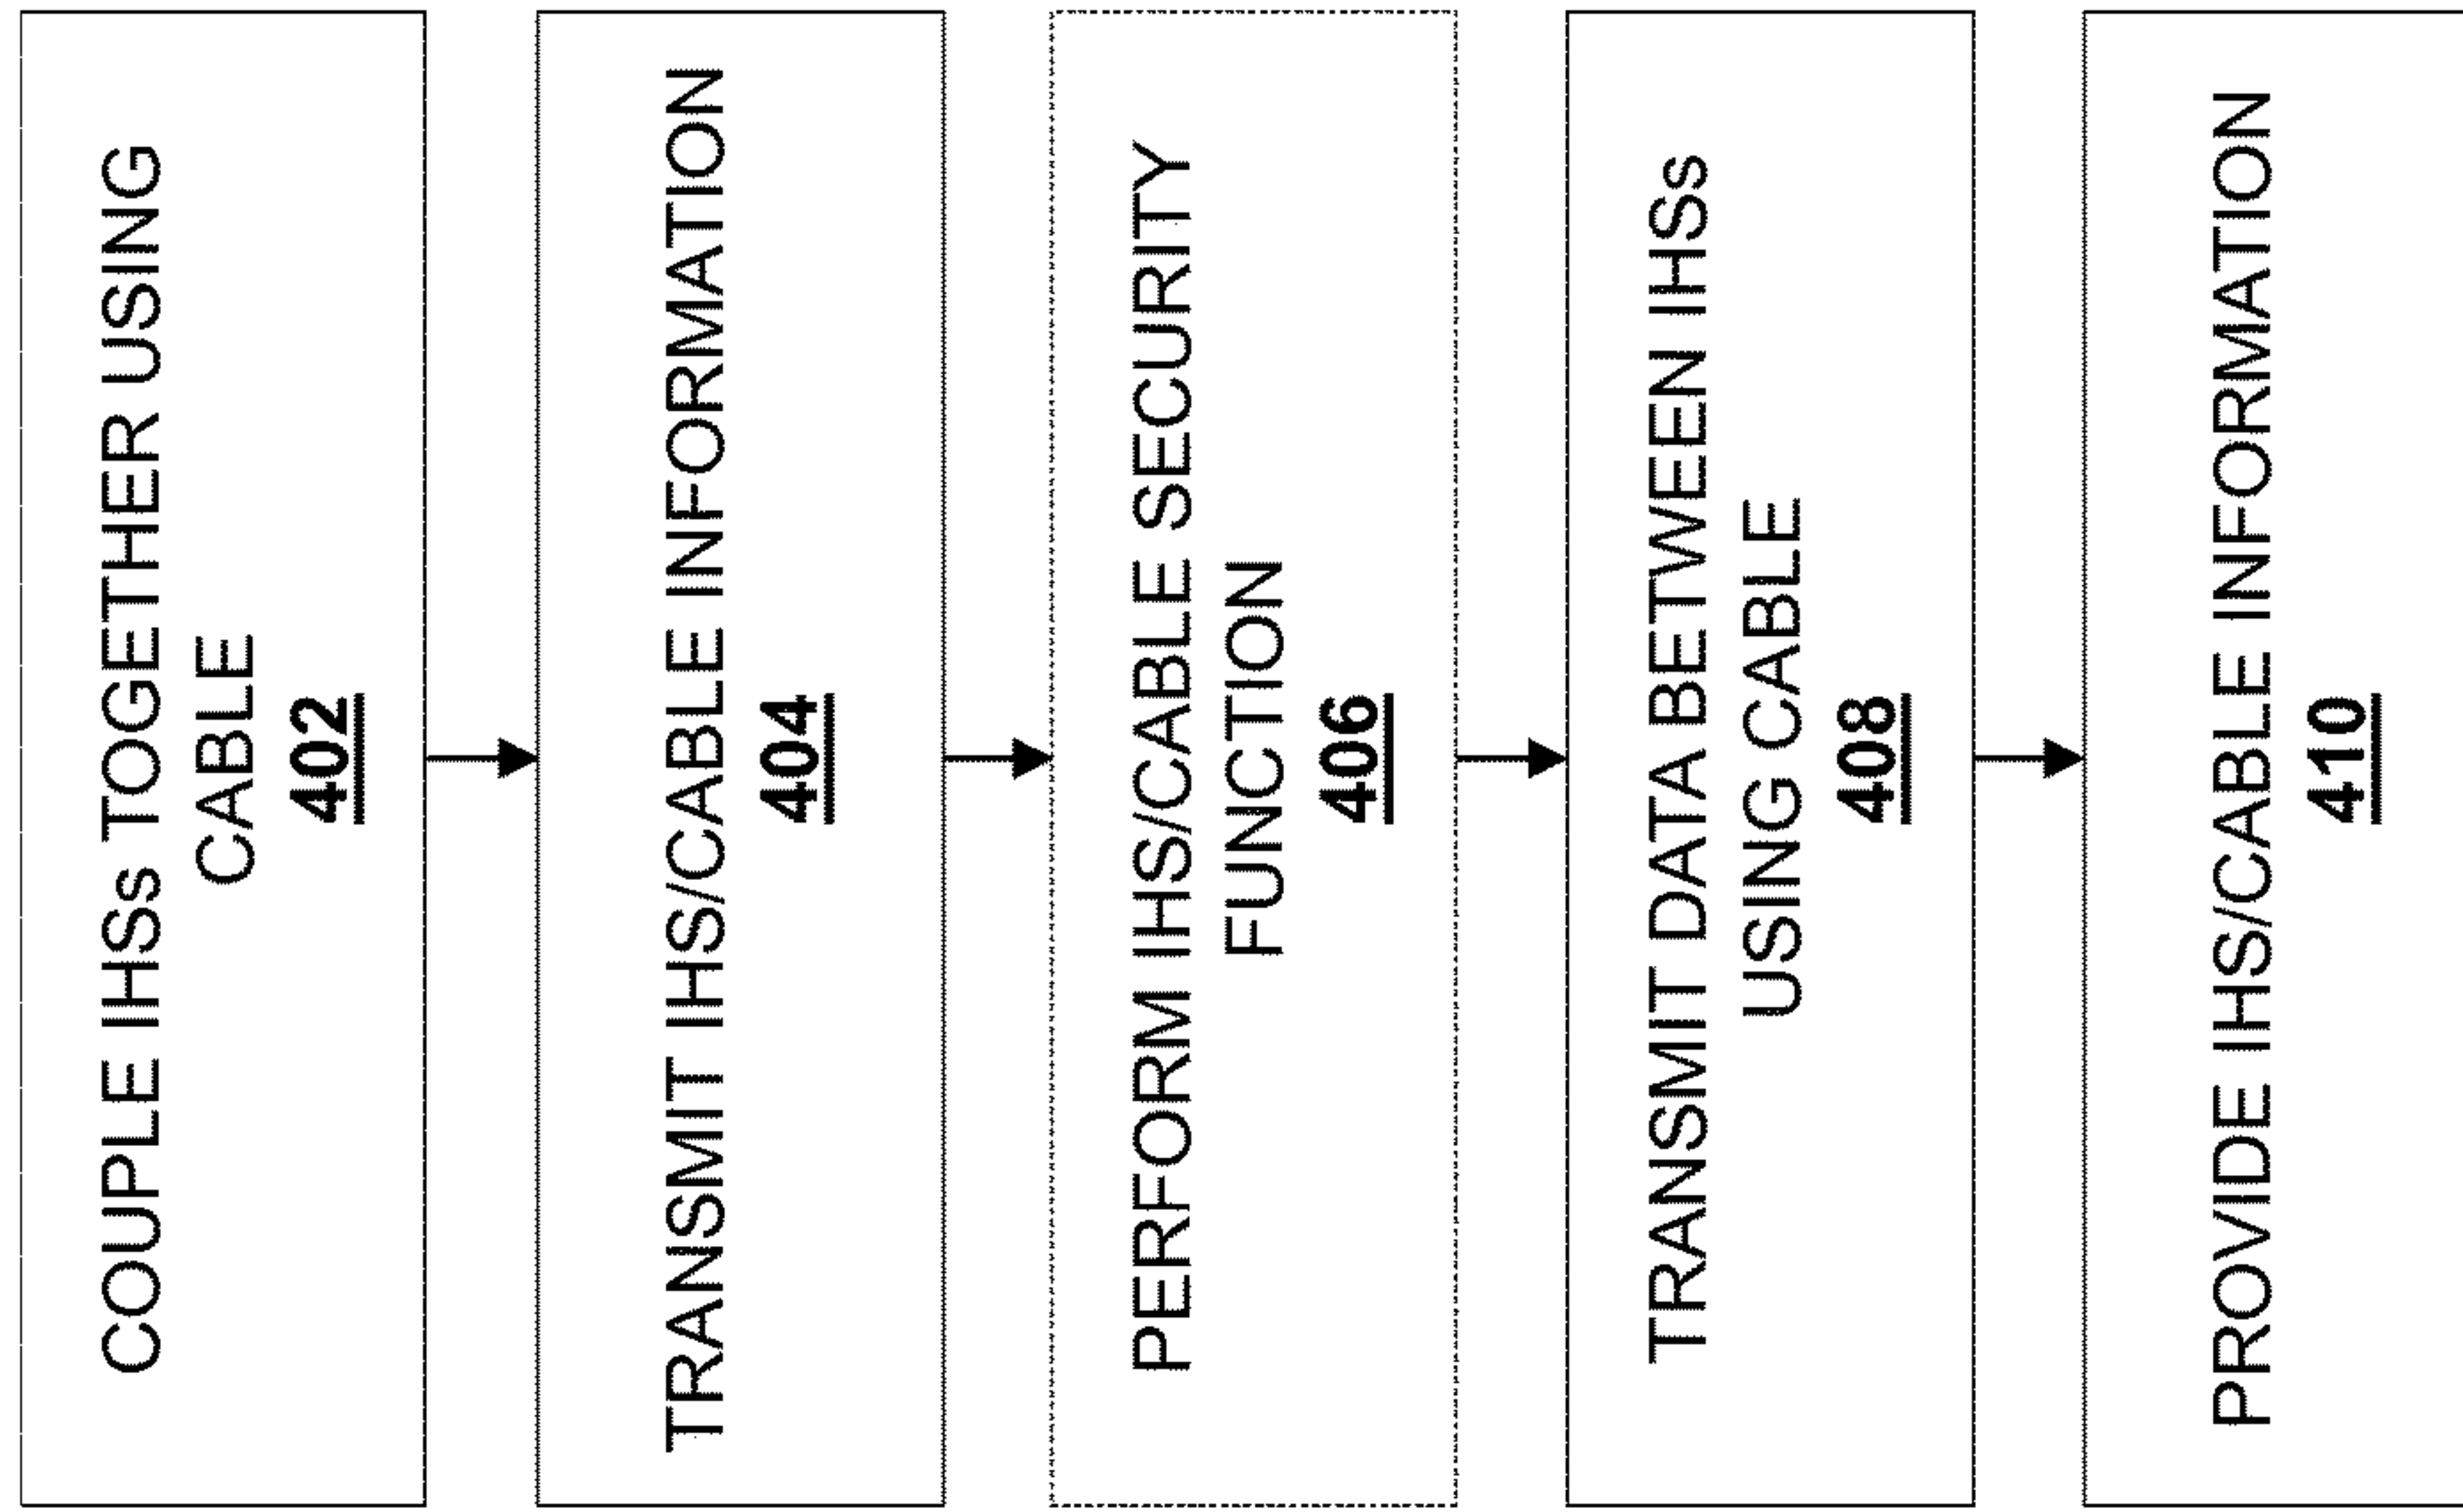 COUPLE IHSs TOGETHER USING
CABLE
402
TRANSMIT IHS/CABLE INFORMATION
404
PERFORM IHS/CABLE SECURITY
FUNCTION
406
TRANSMIT DATA BETWEEN IHSs
USING CABLE
408
PROVIDE IHS/CABLE INFORMATION
410